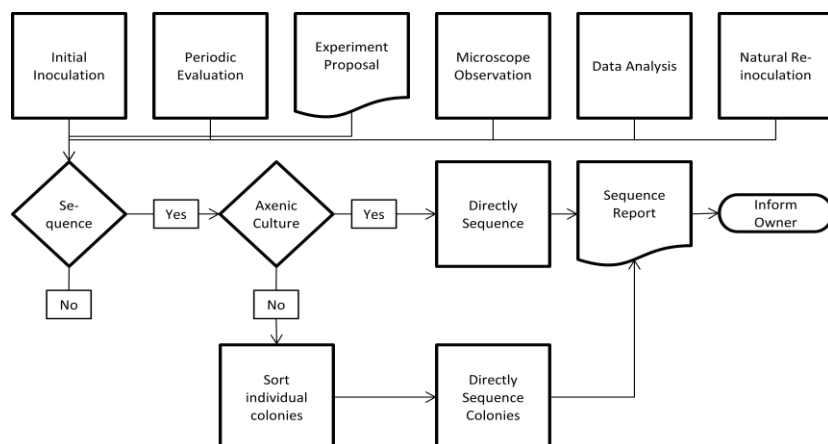 Initial
Inoculation
Periodic
Evaluation
Experiment
Proposal
Microscope
Observation
Data Analysis
Natural Re-
inoculation
Se-
quence
Yes
Axenic
Culture
Yes
Directly
Sequence
Sequence
Report
Inform
Owner
No
No
Sort
individual
colonies
Directly
Sequence
Colonies